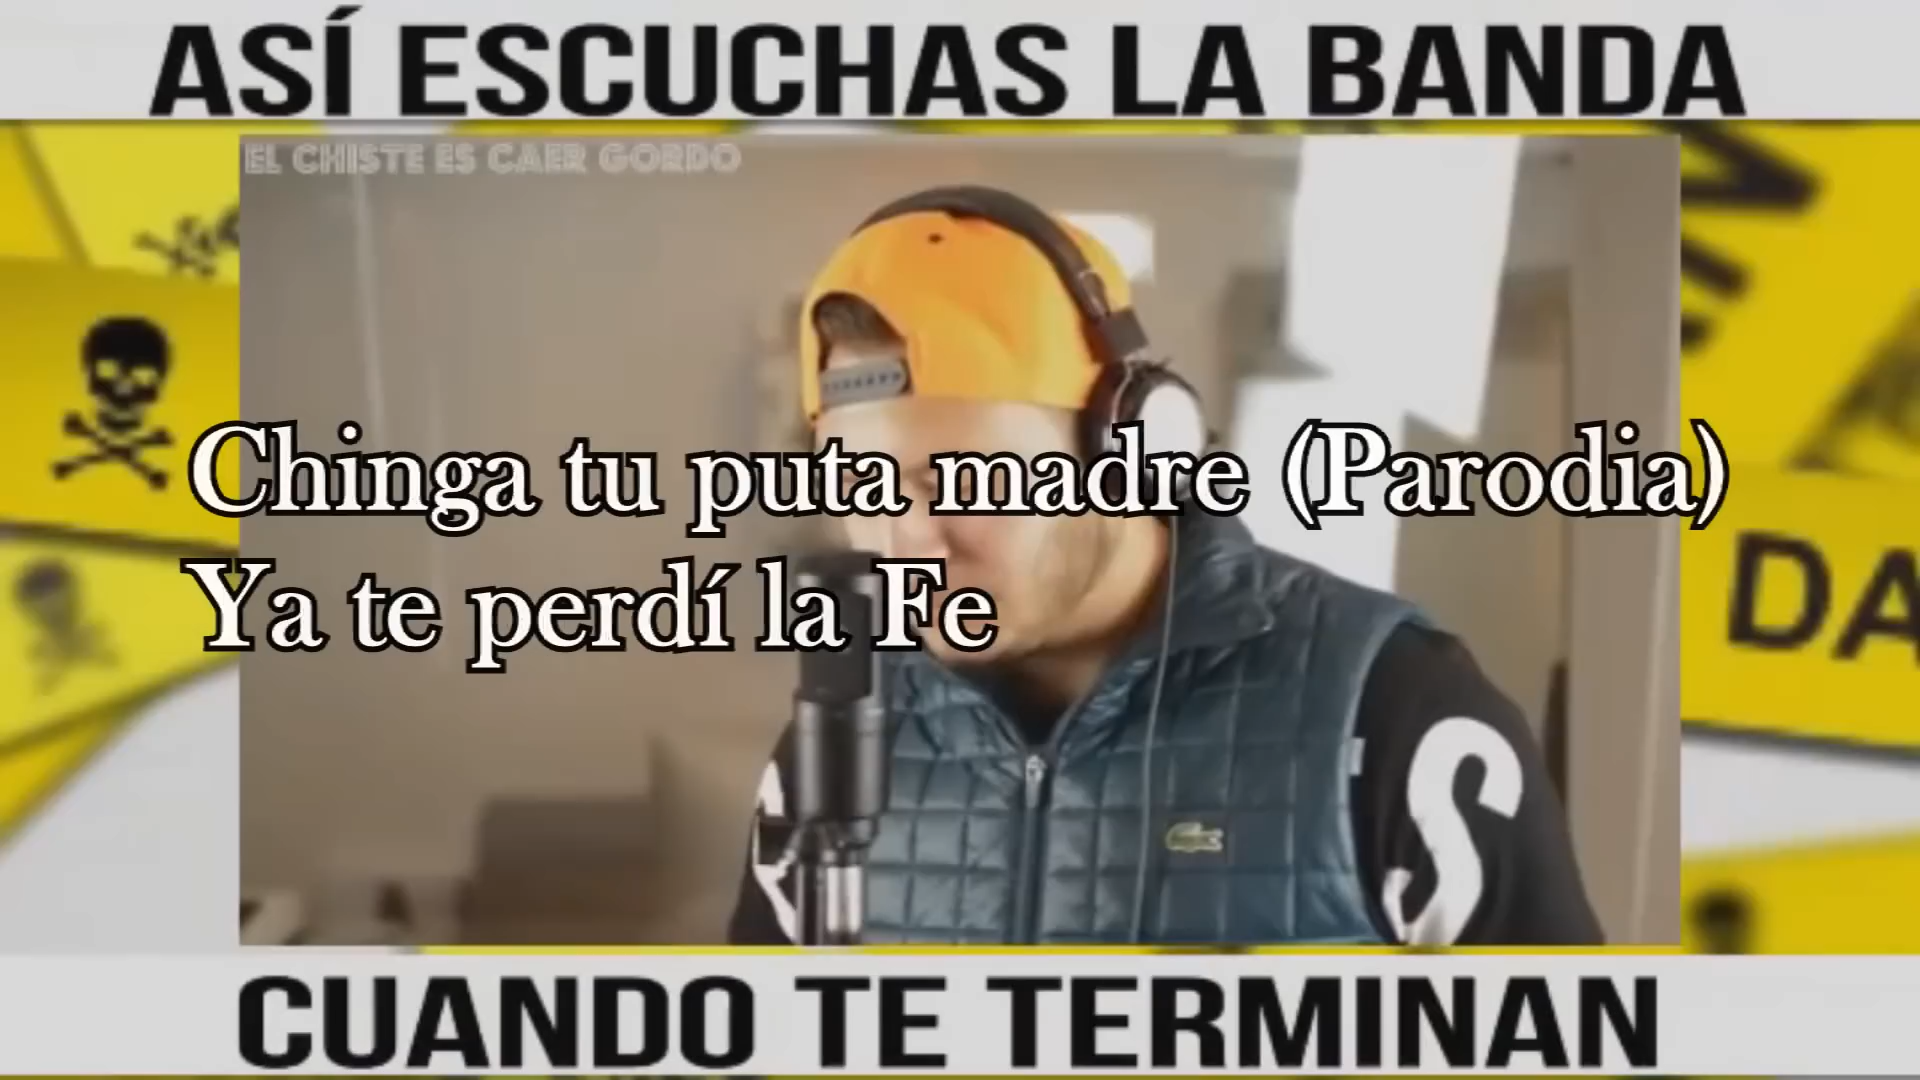 ASÍ ESCUCHAS LA BANDA
EL CHISTE ES CAER GORDO
Chinga tu puta madre (Parodia)
Ya te perdí la Fe
DA
S
CUANDO TE TERMINAN